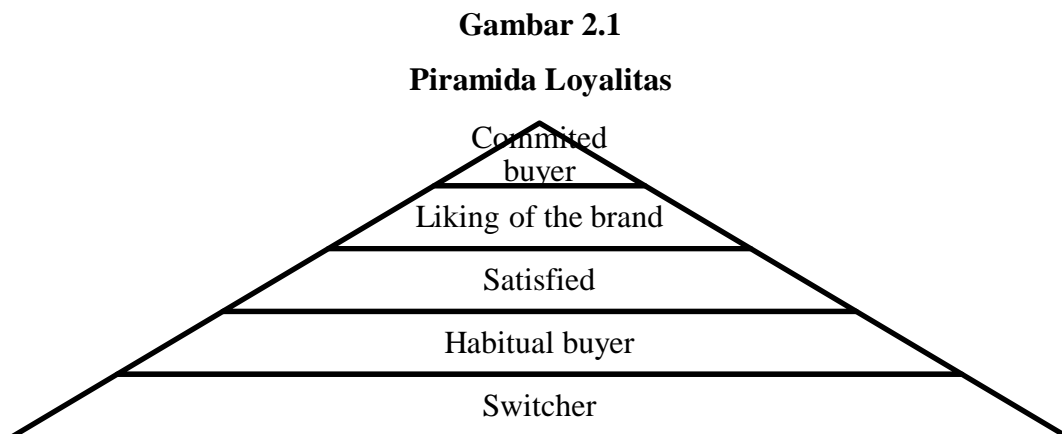 Gambar 2.1
Piramida Loyalitas
Commited
buyer
Liking of the brand
Satisfied
Habitual buyer
Switcher